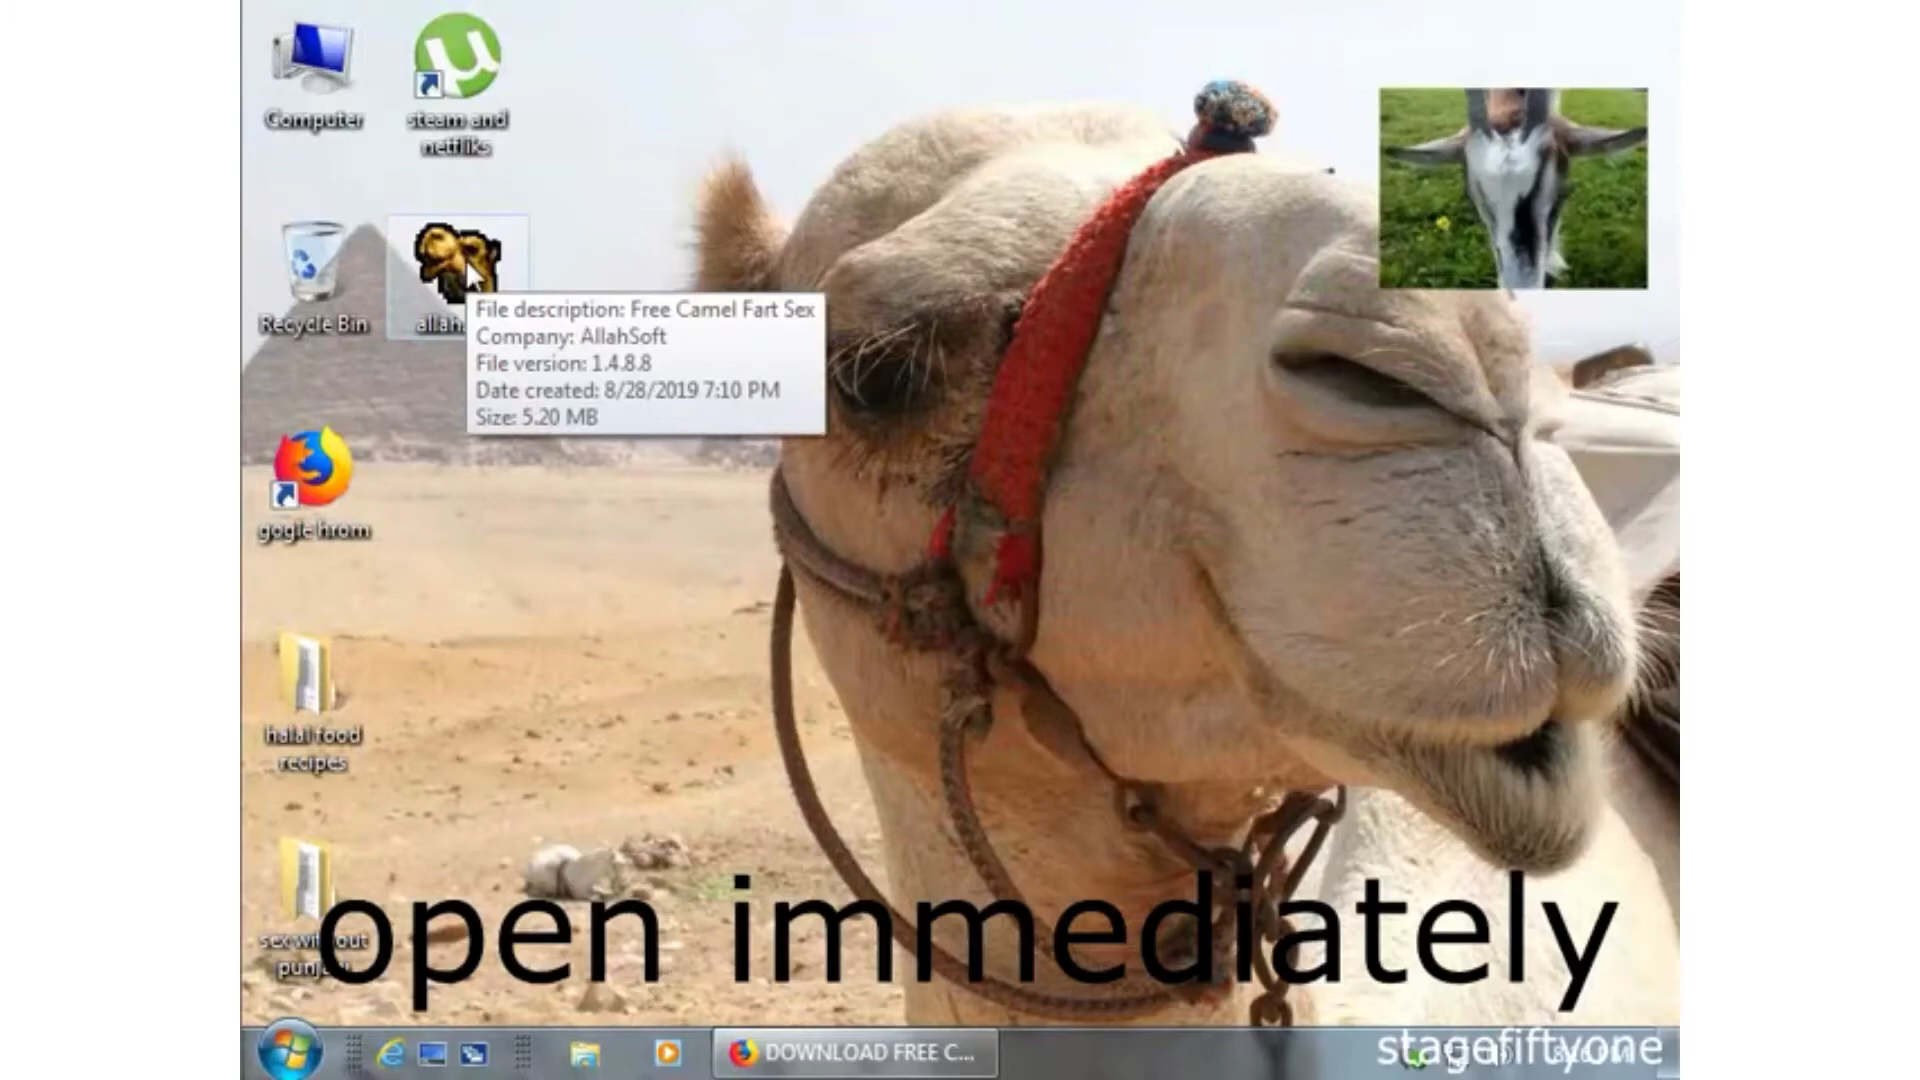 Computer
steam and
netfliks
Recycle Bin
allah
File description: Free Camel Fart Sex
Company: AllahSoft
File version: 1.4.8.8
Date created: 8/28/2019 7:10 PM
Size: 5.20 MB
gogle hrom
halal food
recipes
open immediately
DOWNLOAD FREE C...
stagefiftyone